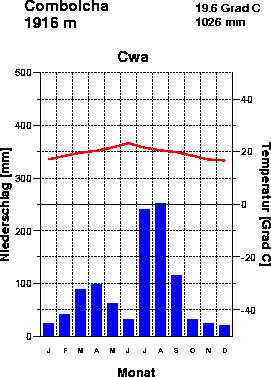 Combolcha
1916 m
19.6 Grad C
1026 mm
Cwa
500
400
300
200
100
0
40
20
0
-20
-40
Niederschlag [mm]
Temperatur [Grad C]
J F M A M J J A S O N D
Monat